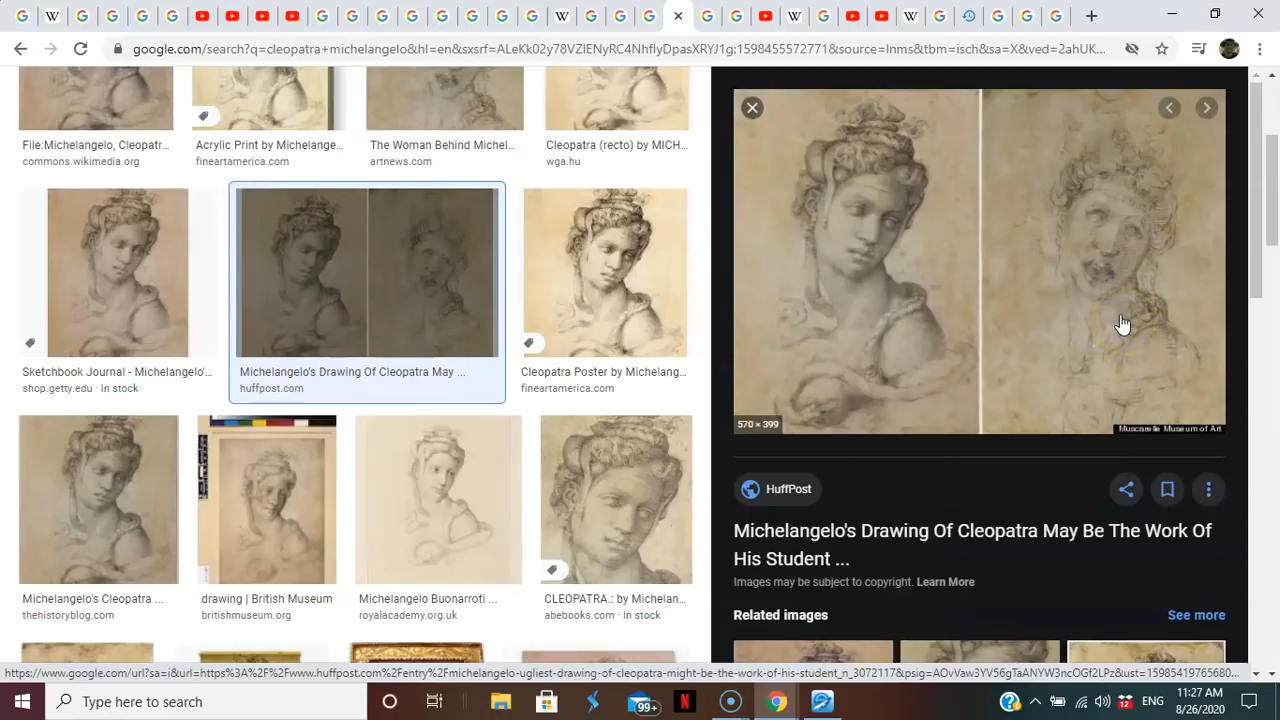 google.com/search?q=cleopatra+michelangelo&hl=en&sxsrf=ALeKk02y78VZlENyRC4NhflyDpasXRYJ1g:1598455572771&source=lnms&tbm=isch&sa=X&ved=2ahUK...
File:Michelangelo, Cleopatr...
commons.wikimedia.org
Acrylic Print by Michelange...
fineartamerica.com
The Woman Behind Michel...
artnews.com
Cleopatra (recto) by MICH...
wga.hu
Sketchbook Journal - Michelangelo'...
shop.getty.edu · In stock
Michelangelo's Drawing Of Cleopatra May ...
huffpost.com
Cleopatra Poster by Michelang...
fineartamerica.com
Michelangelo's Cleopatra ...
thehistoryblog.com
drawing | British Museum
britishmuseum.org
Michelangelo Buonarroti ...
royalacademy.org.uk
CLEOPATRA.: by Michelan...
abebooks.com · In stock
570 × 399
Muscarelle Museum of Art
HuffPost
Michelangelo's Drawing Of Cleopatra May Be The Work Of
His Student ...
Images may be subject to copyright. Learn More
Related images
See more
https://www.google.com/url?sa=i&url=https%3A%2F%2Fwww.huffpost.com%2Fentry%2Fmichelangelo-ugliest-drawing-of-cleopatra-might-be-the-work-of-his-student_n_3072117&psig=AOvVaw3YV56gTaANYW3ncOGf2LPz&ust=15985419765680...
Type here to search
99+
12
ENG
11:27 AM
8/26/2020